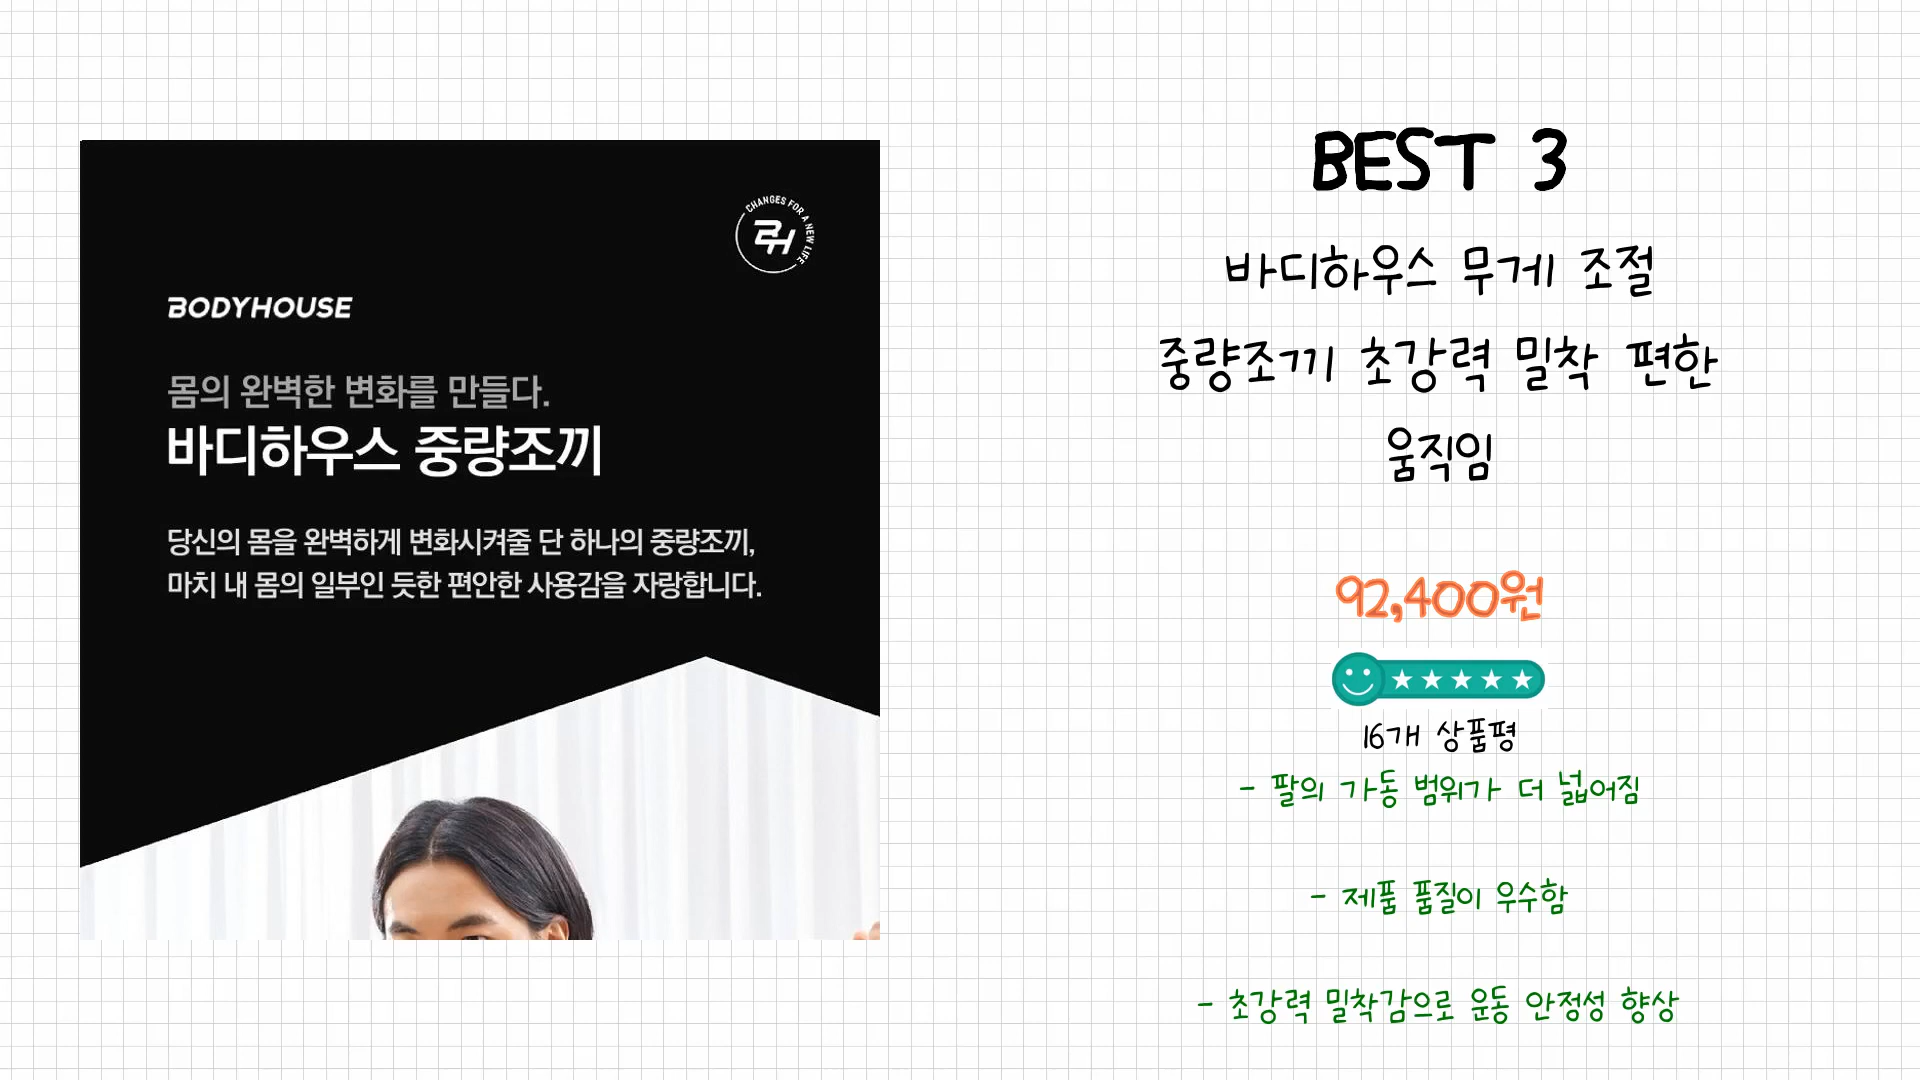 CHANGES FOR A NEW LIFE
BH
BODYHOUSE
몸의 완벽한 변화를 만들다.
바디하우스 중량조끼
당신의 몸을 완벽하게 변화시켜줄 단 하나의 중량조끼,
마치 내 몸의 일부인 듯한 편안한 사용감을 자랑합니다.
BEST 3
바디하우스 무게 조절
중량조끼 초강력 밀착 편한
움직임
92,400원
16개 상품평
- 팔의 가동 범위가 더 넓어짐
- 제품 품질이 우수함
- 초강력 밀착감으로 운동 안정성 향상